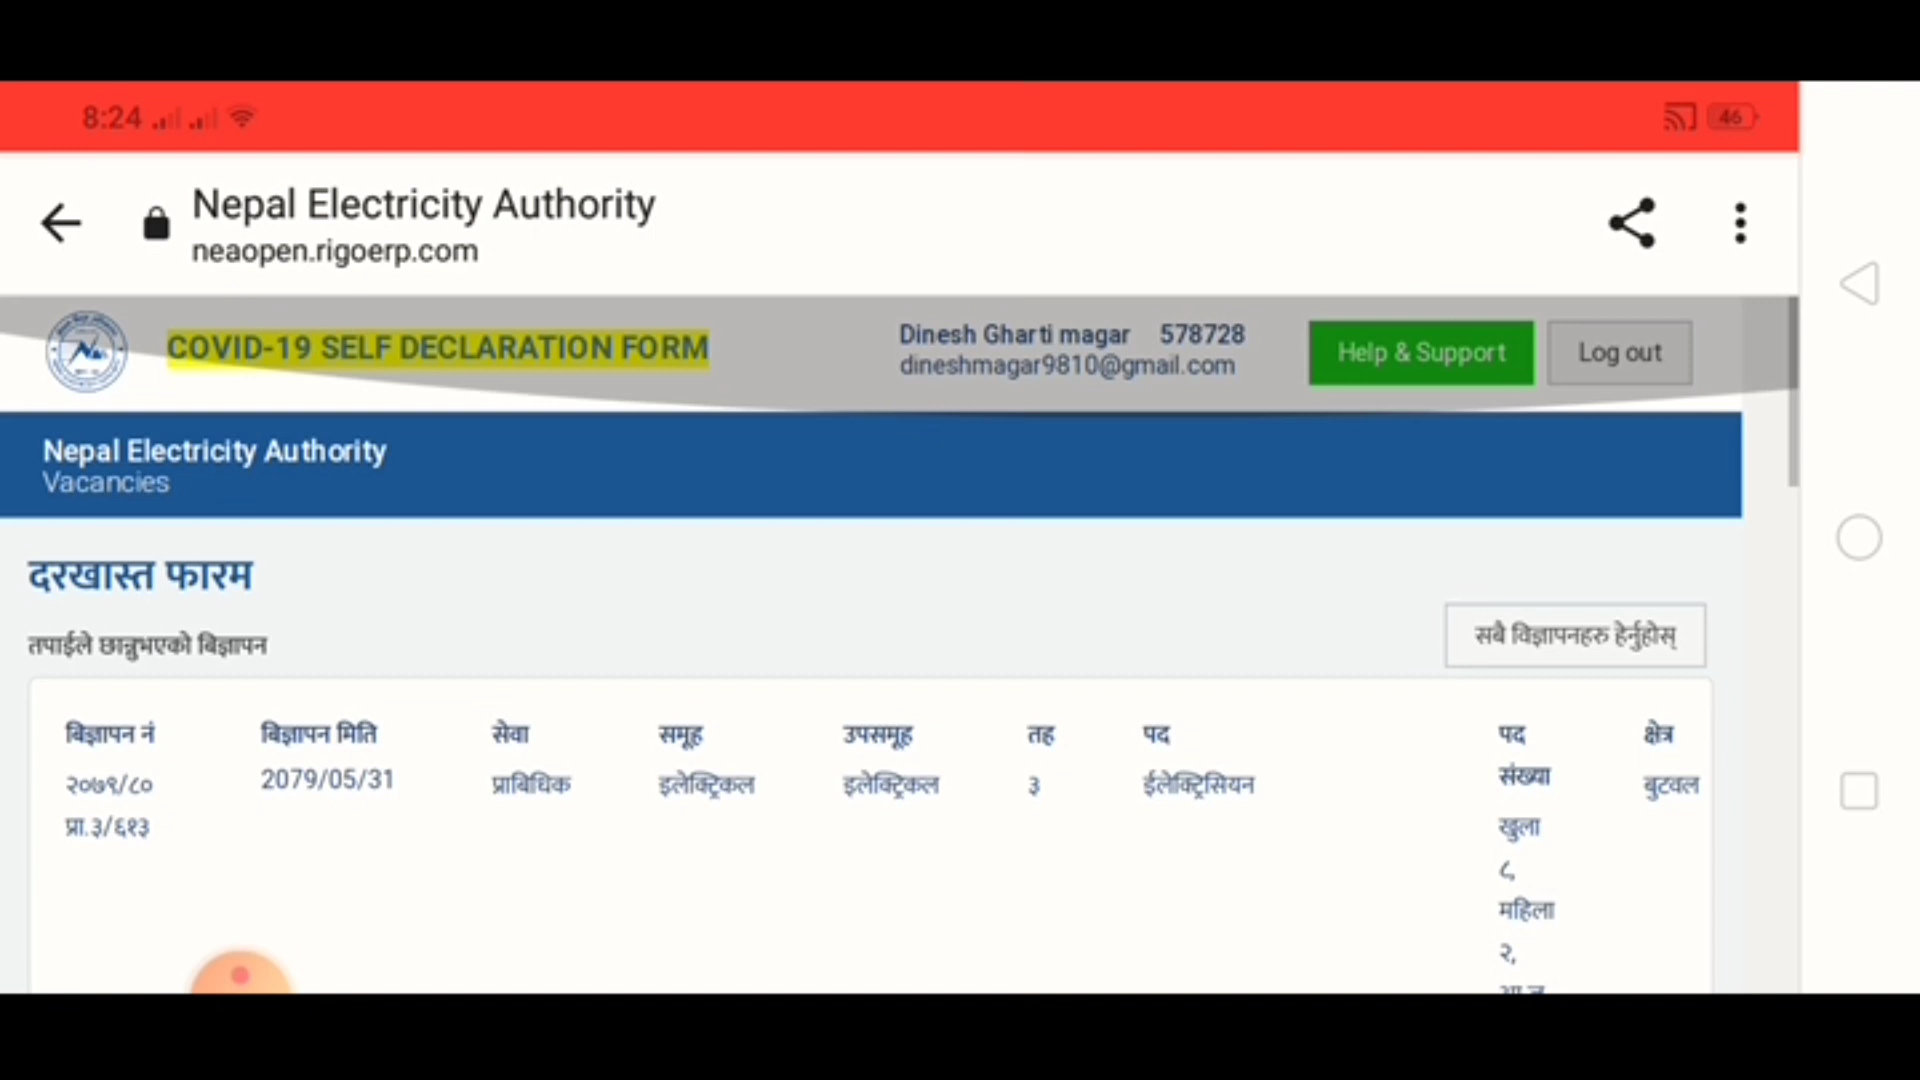 8:24
46
Nepal Electricity Authority
neaopen.rigoerp.com
COVID-19 SELF DECLARATION FORM
Dinesh Gharti magar 578728
dineshmagar9810@gmail.com
Help & Support
Log out
Nepal Electricity Authority
Vacancies
दरखास्त फारम
तपाईले छान्नुभएको बिज्ञापन
सबै विज्ञापनहरु हेर्नुहोस्
बिज्ञापन नं बिज्ञापन मिति सेवा समूह उपसमूह तह पद पद संख्या क्षेत्र
२०७९/८० 2079/05/31 प्राबिधिक इलेक्ट्रिकल इलेक्ट्रिकल ३ ईलेक्ट्रिसियन बुटवल
प्रा.३/६१३ खुला
८,
महिला
२,